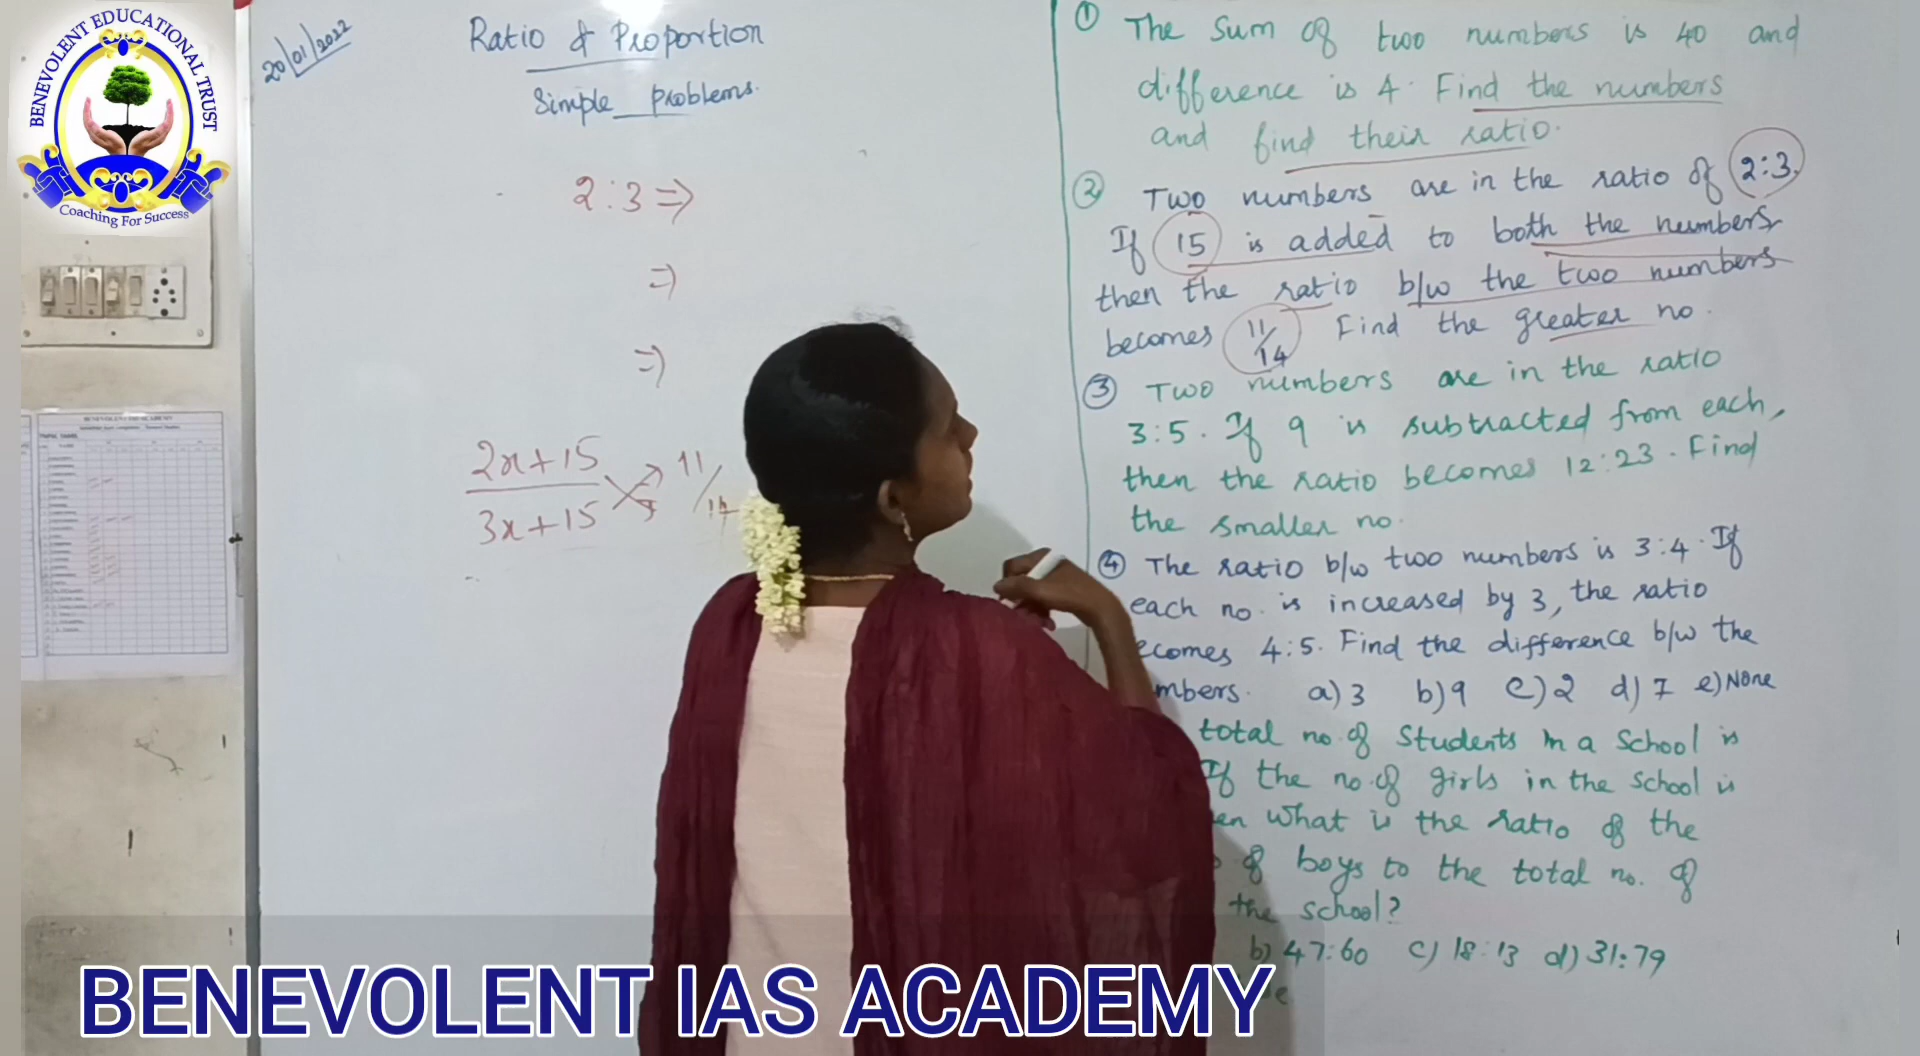 BENEVOLENT EDUCATIONAL TRUST
Coaching For Success
20/01/2022
Ratio & Proportion
Simple Problems.
2:3 =>
=>
=>
2x+15 11/14
3x+15
BENEVOLENT IAS ACADEMY
① The Sum of two numbers is 40 and
difference is 4. Find the numbers
and find their ratio.
② Two numbers are in the ratio of 2:3.
If 15 is added to both the numbers
then the ratio b/w the two numbers
becomes 11/14 Find the greater no.
③ Two numbers are in the ratio
3:5. If 9 is subtracted from each,
then the ratio becomes 12:23. Find
the smaller no.
④ The ratio b/w two numbers is 3:4. If
each no. is increased by 3, the ratio
ecomes 4:5. Find the difference b/w the
mbers. a) 3 b) 9 c) 2 d) 7 e) None
total no. of Students in a School is
If the no. of girls in the school is
en what is the ratio of the
of boys to the total no. of
the school?
b) 47:60 c) 18:13 d) 31:79
BENEVOLENT IAS ACADEMY